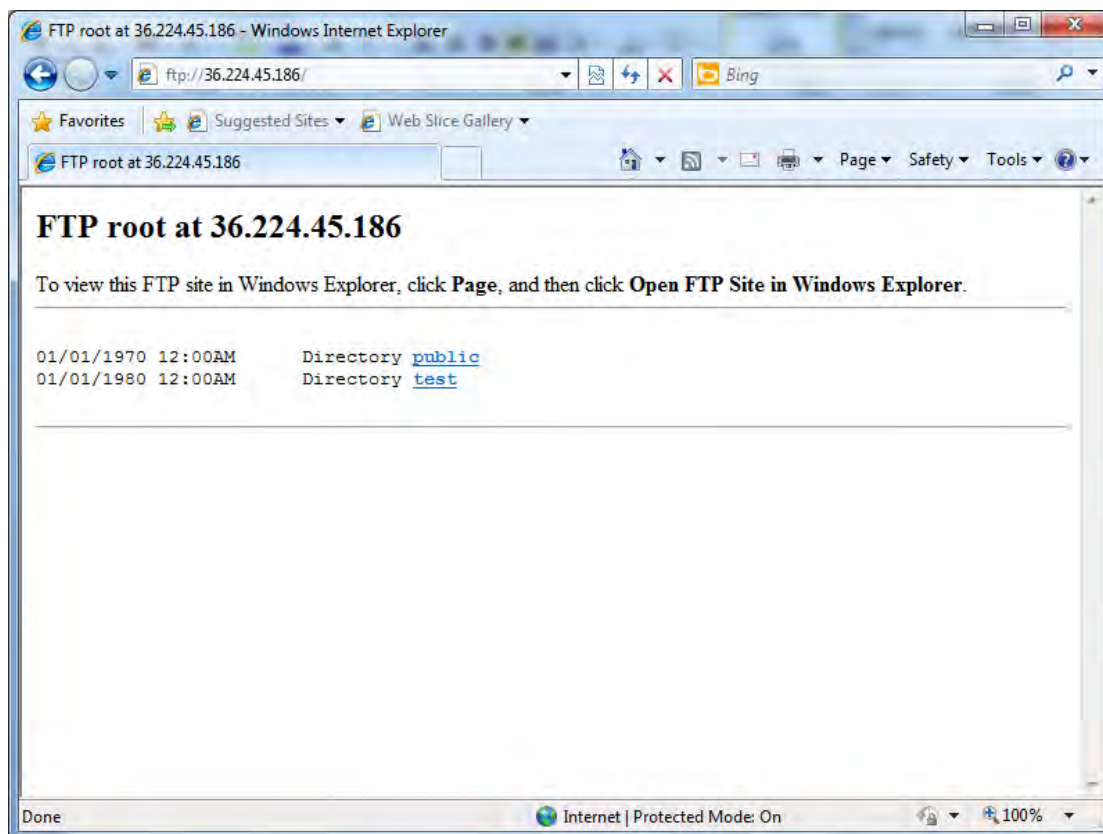 FTP root at 36.224.45.186 - Windows Internet Explorer
ftp://36.224.45.186/ Bing
Favorites Suggested Sites Web Slice Gallery
FTP root at 36.224.45.186 Page Safety Tools
FTP root at 36.224.45.186
To view this FTP site in Windows Explorer, click Page, and then click Open FTP Site in Windows Explorer.
01/01/1970 12:00AM Directory public
01/01/1980 12:00AM Directory test
Done Internet | Protected Mode: On 100%